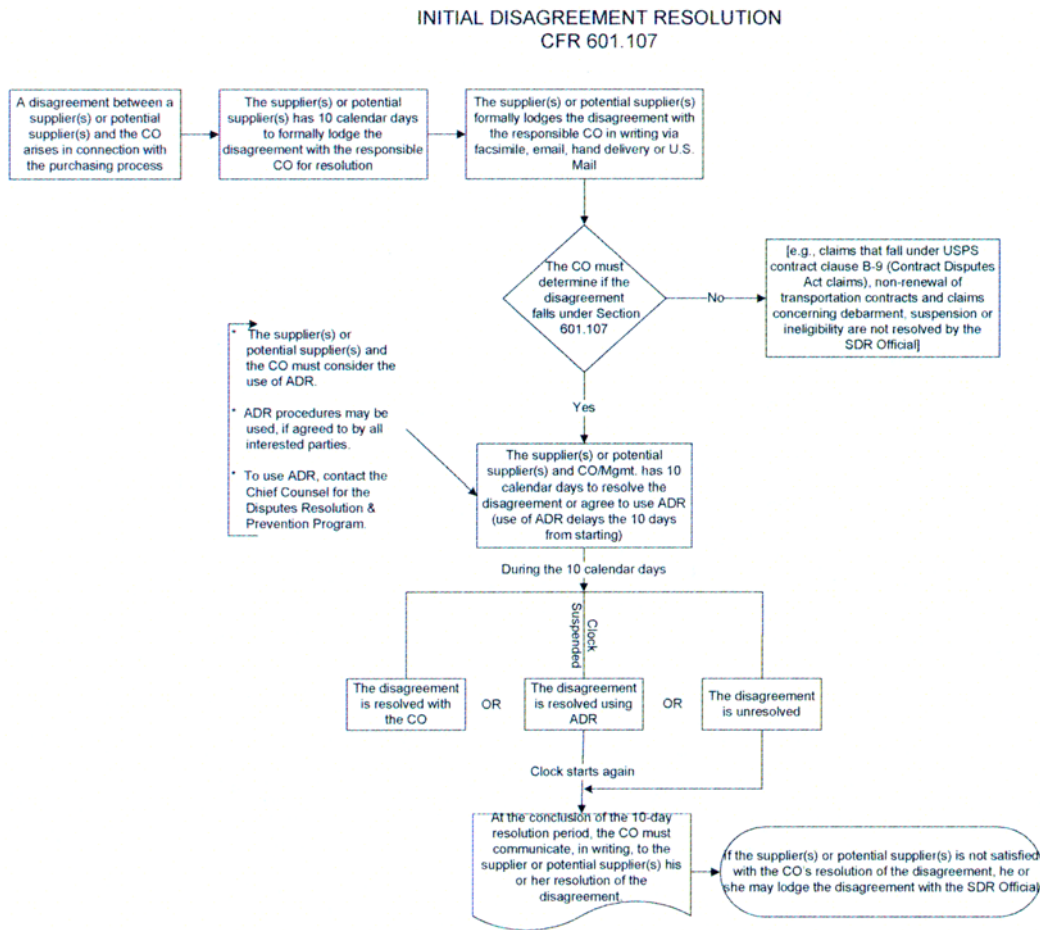 INITIAL DISAGREEMENT RESOLUTION
CFR 601.107
A disagreement between a
supplier(s) or potential
supplier(s) and the CO
arises in connection with
the purchasing process
The supplier(s) or potential
supplier(s) has 10 calendar days
to formally lodge the
disagreement with the responsible
CO for resolution
The supplier(s) or potential supplier(s)
formally lodges the disagreement with
the responsible CO in writing via
facsimile, email, hand delivery or U.S.
Mail
The CO must
determine if the
disagreement
falls under Section
601.107
No
[e.g., claims that fall under USPS
contract clause B-9 (Contract Disputes
Act claims), non-renewal of
transportation contracts and claims
concerning debarment, suspension or
ineligibility are not resolved by the
SDR Official]
Yes
* The supplier(s) or
potential supplier(s) and
the CO must consider the
use of ADR.
* ADR procedures may be
used, if agreed to by all
interested parties.
* To use ADR, contact the
Chief Counsel for the
Disputes Resolution &
Prevention Program.
The supplier(s) or potential
supplier(s) and CO/Mgmt. has 10
calendar days to resolve the
disagreement or agree to use ADR
(use of ADR delays the 10 days
from starting)
During the 10 calendar days
Clock
Suspended
The disagreement
is resolved with
the CO
OR
The disagreement
is resolved using
ADR
OR
The disagreement
is unresolved
Clock starts again
At the conclusion of the 10-day
resolution period, the CO must
communicate, in writing, to
the supplier or potential supplier(s) his
or her resolution of the
disagreement.
If the supplier(s) or potential supplier(s) is not satisfied
with the CO's resolution of the disagreement, he or
she may lodge the disagreement with the SDR Official